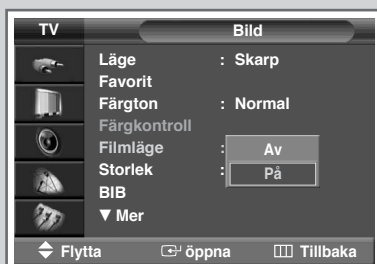 TV Bild
Läge : Skarp
Favorit
Färgton : Normal
Färgkontroll
Filmläge : Av
Storlek : På
BIB
▼ Mer
Flytta öppna Tillbaka